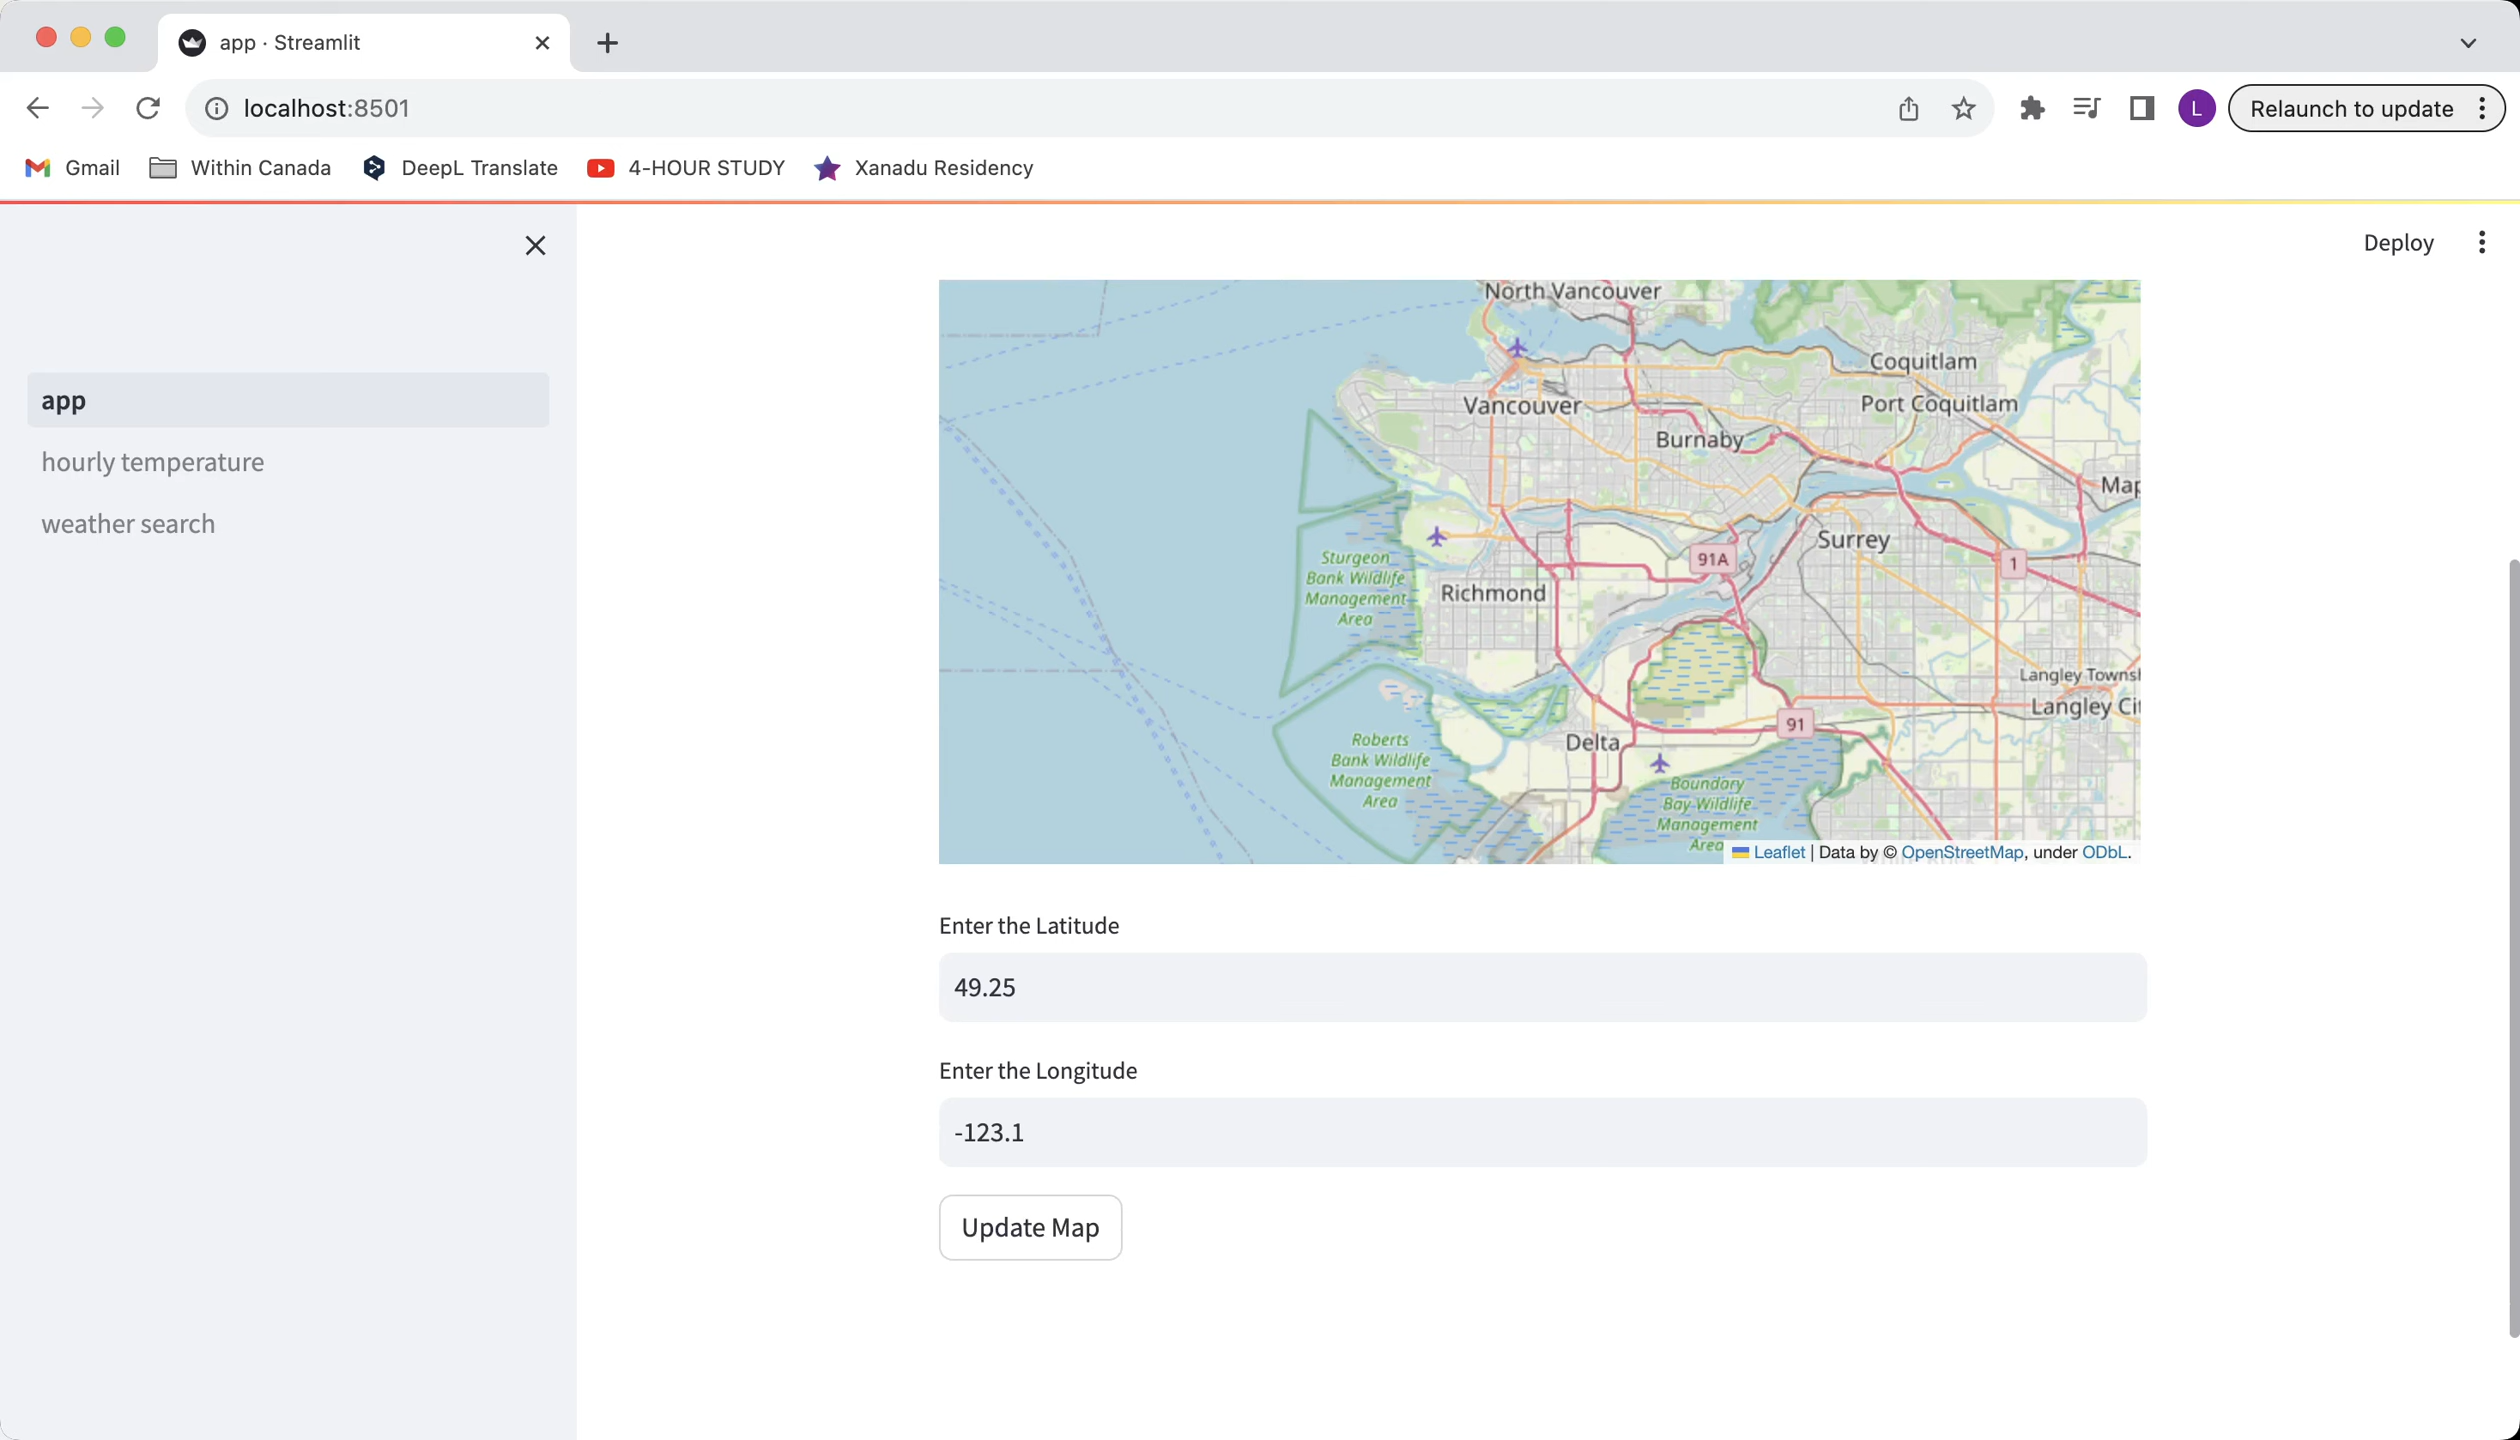 app · Streamlit
localhost:8501
L
Relaunch to update
Gmail
Within Canada
DeepL Translate
4-HOUR STUDY
Xanadu Residency
Deploy
app
hourly temperature
weather search
North Vancouver
Coquitlam
Port Coquitlam
Vancouver
Burnaby
Map
Surrey
91A
1
Sturgeon
Bank Wildlife
Management
Area
Richmond
Langley Townsh
Langley Cit
91
Delta
Roberts
Bank Wildlife
Management
Area
Boundary
Bay Wildlife
Management
Area
Leaflet | Data by © OpenStreetMap, under ODbL.
Enter the Latitude
49.25
Enter the Longitude
-123.1
Update Map